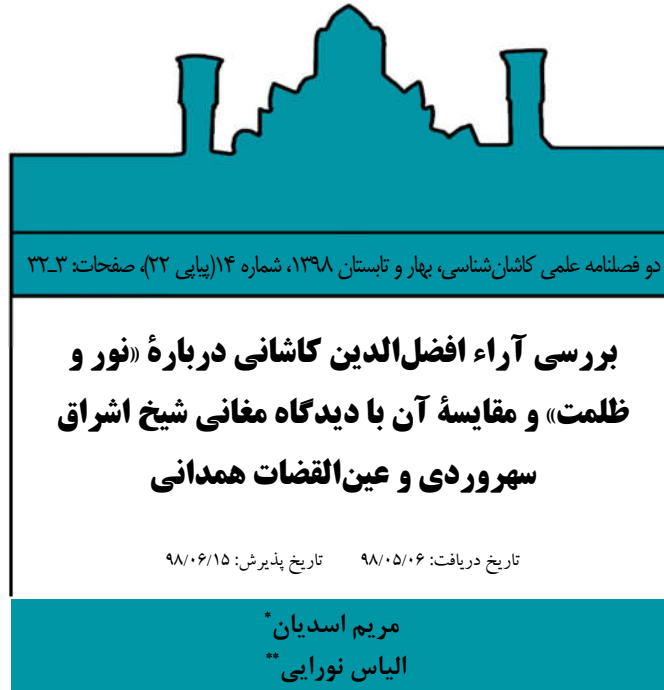 دو فصلنامه علمی کاشان‌شناسی، بهار و تابستان ۱۳۹۸، شماره ۱۴(پیاپی ۲۲)، صفحات: ۳ـ۳۲
بررسی آراء افضل‌الدین کاشانی دربارهٔ «نور و
ظلمت» و مقایسهٔ آن با دیدگاه مغانی شیخ اشراق
سهروردی و عین‌القضات همدانی
تاریخ دریافت: ۹۸/۰۵/۰۶ تاریخ پذیرش: ۹۸/۰۶/۱۵
مریم اسدیان*
الیاس نورایی**